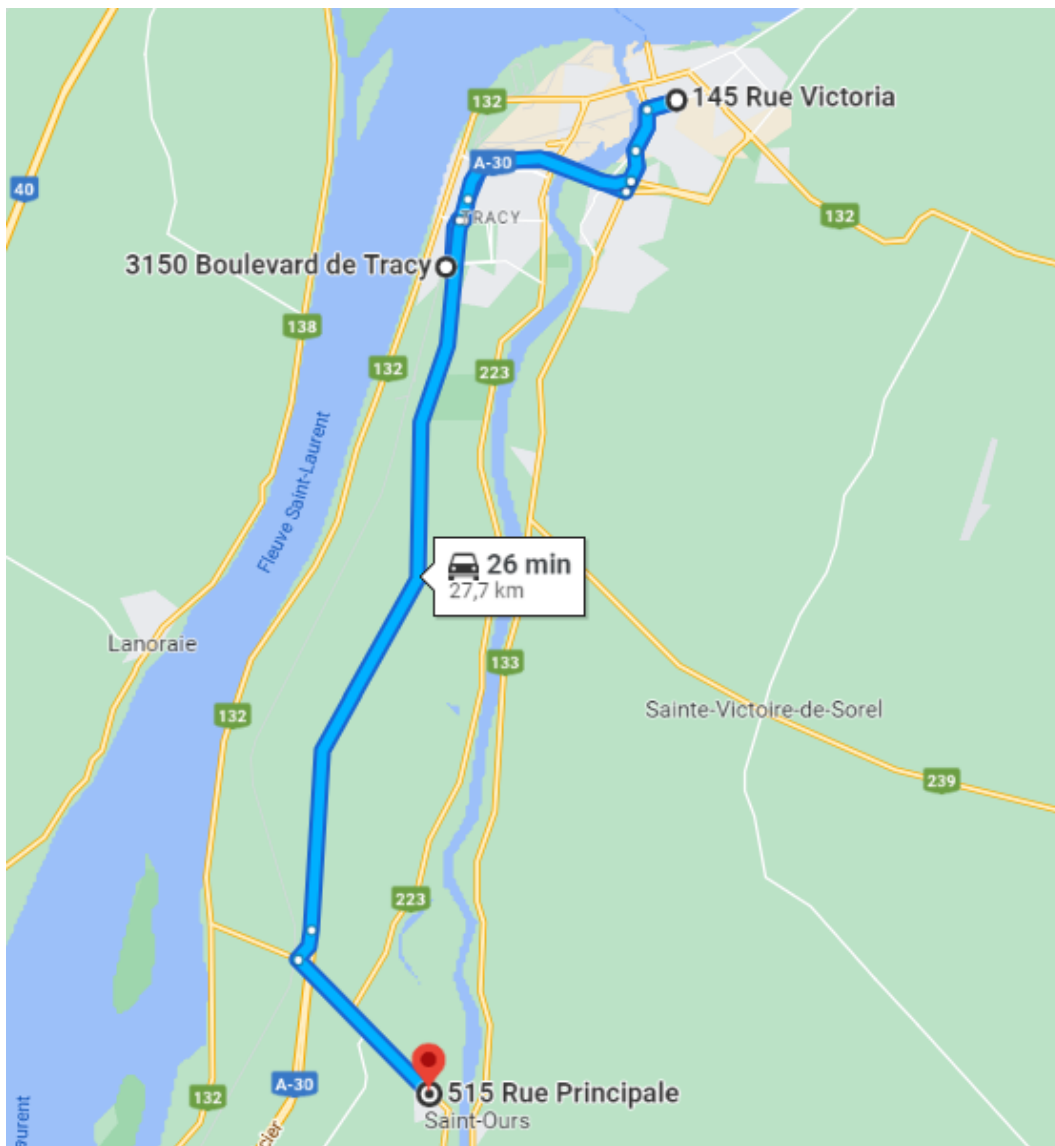 132
145 Rue Victoria
A-30
40
TRACY
132
3150 Boulevard de Tracy
138
132
223
Fleuve Saint-Laurent
26 min
27,7 km
Lanoraie
133
132
Sainte-Victoire-de-Sorel
239
223
A-30
132
515 Rue Principale
Saint-Ours